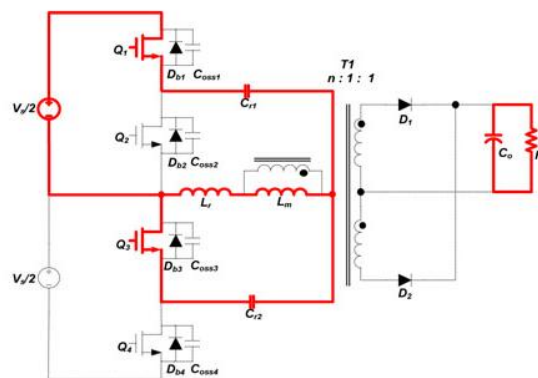 Q1
Db1 Coss1
T1
n : 1 : 1
Vs/2
Cr1
D1
Q2
Db2 Coss2
Co
Lr
Lm
Q3
Db3 Coss3
Vs/2
D2
Cr2
Q4
Db4 Coss4